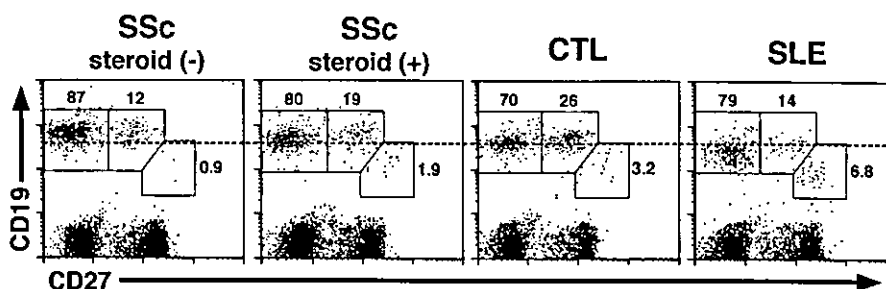 SSc
steroid (-)
SSc
steroid (+)
CTL
SLE
87 12
80 19
70 26
79 14
0.9
1.9
3.2
6.8
CD19
CD27